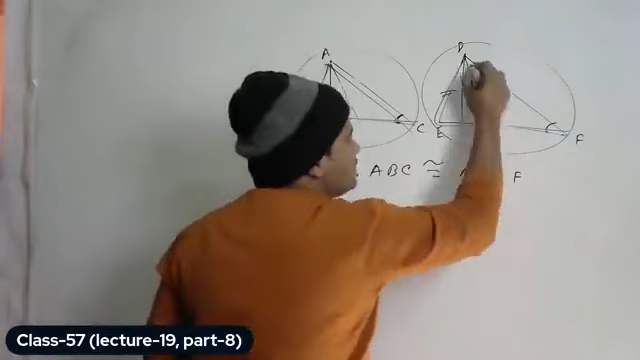 A
D
C
E
F
ABC ≅
F
Class-57 (lecture-19, part-8)